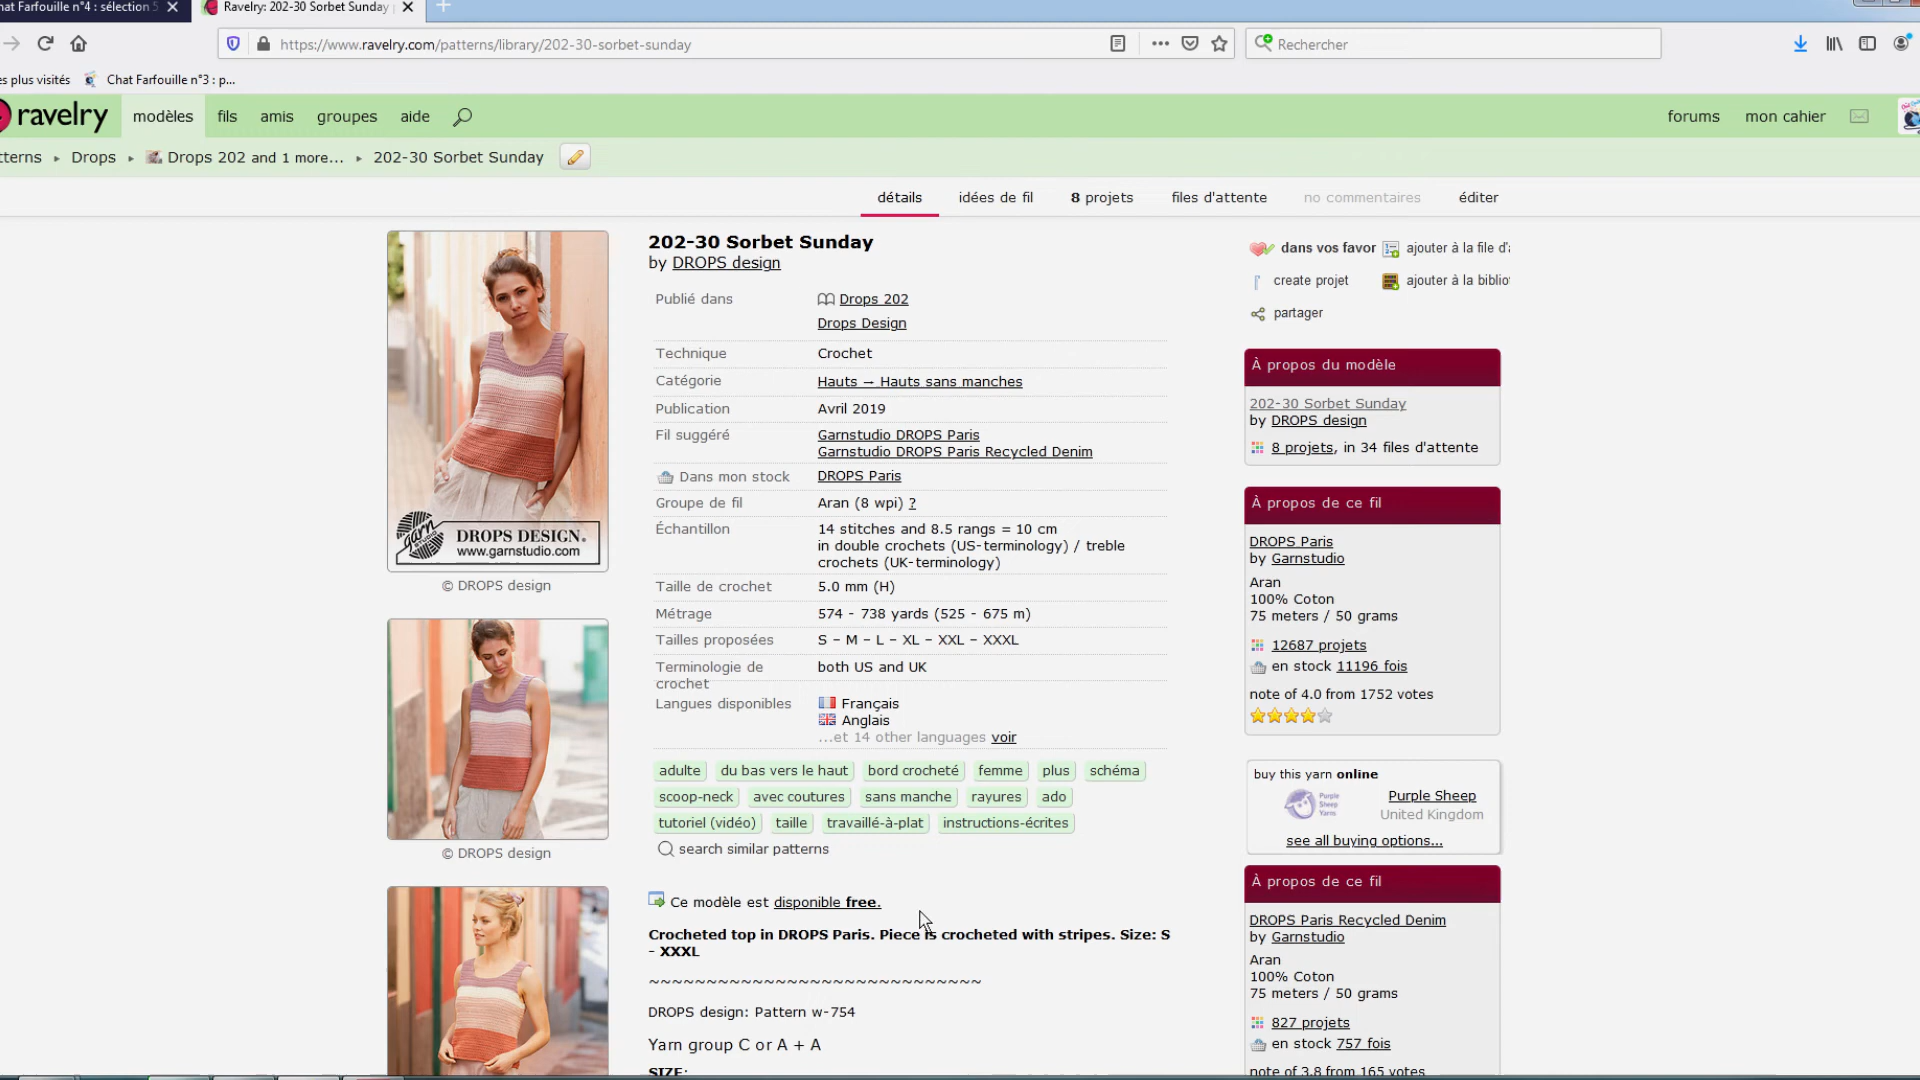 hat Farfouille n°4 : sélection 5
Ravelry: 202-30 Sorbet Sunday
https://www.ravelry.com/patterns/library/202-30-sorbet-sunday
Rechercher
es plus visités
Chat Farfouille n°3 : p...
ravelry
modèles
fils
amis
groupes
aide
forums
mon cahier
tterns ▸ Drops ▸ Drops 202 and 1 more... ▸ 202-30 Sorbet Sunday
détails
idées de fil
8 projets
files d'attente
no commentaires
éditer
202-30 Sorbet Sunday
by DROPS design
Publié dans
Drops 202
Drops Design
Technique
Crochet
Catégorie
Hauts → Hauts sans manches
Publication
Avril 2019
Fil suggéré
Garnstudio DROPS Paris
Garnstudio DROPS Paris Recycled Denim
Dans mon stock
DROPS Paris
Groupe de fil
Aran (8 wpi) ?
Échantillon
14 stitches and 8.5 rangs = 10 cm
in double crochets (US-terminology) / treble
crochets (UK-terminology)
Taille de crochet
5.0 mm (H)
Métrage
574 - 738 yards (525 - 675 m)
Tailles proposées
S – M – L – XL – XXL – XXXL
Terminologie de
crochet
both US and UK
Langues disponibles
Français
Anglais
...et 14 other languages voir
adulte
du bas vers le haut
bord crocheté
femme
plus
schéma
scoop-neck
avec coutures
sans manche
rayures
ado
tutoriel (vidéo)
taille
travaillé-à-plat
instructions-écrites
search similar patterns
Ce modèle est disponible free.
Crocheted top in DROPS Paris. Piece is crocheted with stripes. Size: S
- XXXL
~~~~~~~~~~~~~~~~~~~~~~~~~~~~~
DROPS design: Pattern w-754
Yarn group C or A + A
SIZE:
garn
studio
DROPS DESIGN®
www.garnstudio.com
© DROPS design
© DROPS design
dans vos favor
ajouter à la file d'a
create projet
ajouter à la biblio
partager
À propos du modèle
202-30 Sorbet Sunday
by DROPS design
8 projets, in 34 files d'attente
À propos de ce fil
DROPS Paris
by Garnstudio
Aran
100% Coton
75 meters / 50 grams
12687 projets
en stock 11196 fois
note of 4.0 from 1752 votes
buy this yarn online
Purple
Sheep
Yarns
Purple Sheep
United Kingdom
see all buying options...
À propos de ce fil
DROPS Paris Recycled Denim
by Garnstudio
Aran
100% Coton
75 meters / 50 grams
827 projets
en stock 757 fois
note of 3.8 from 165 votes